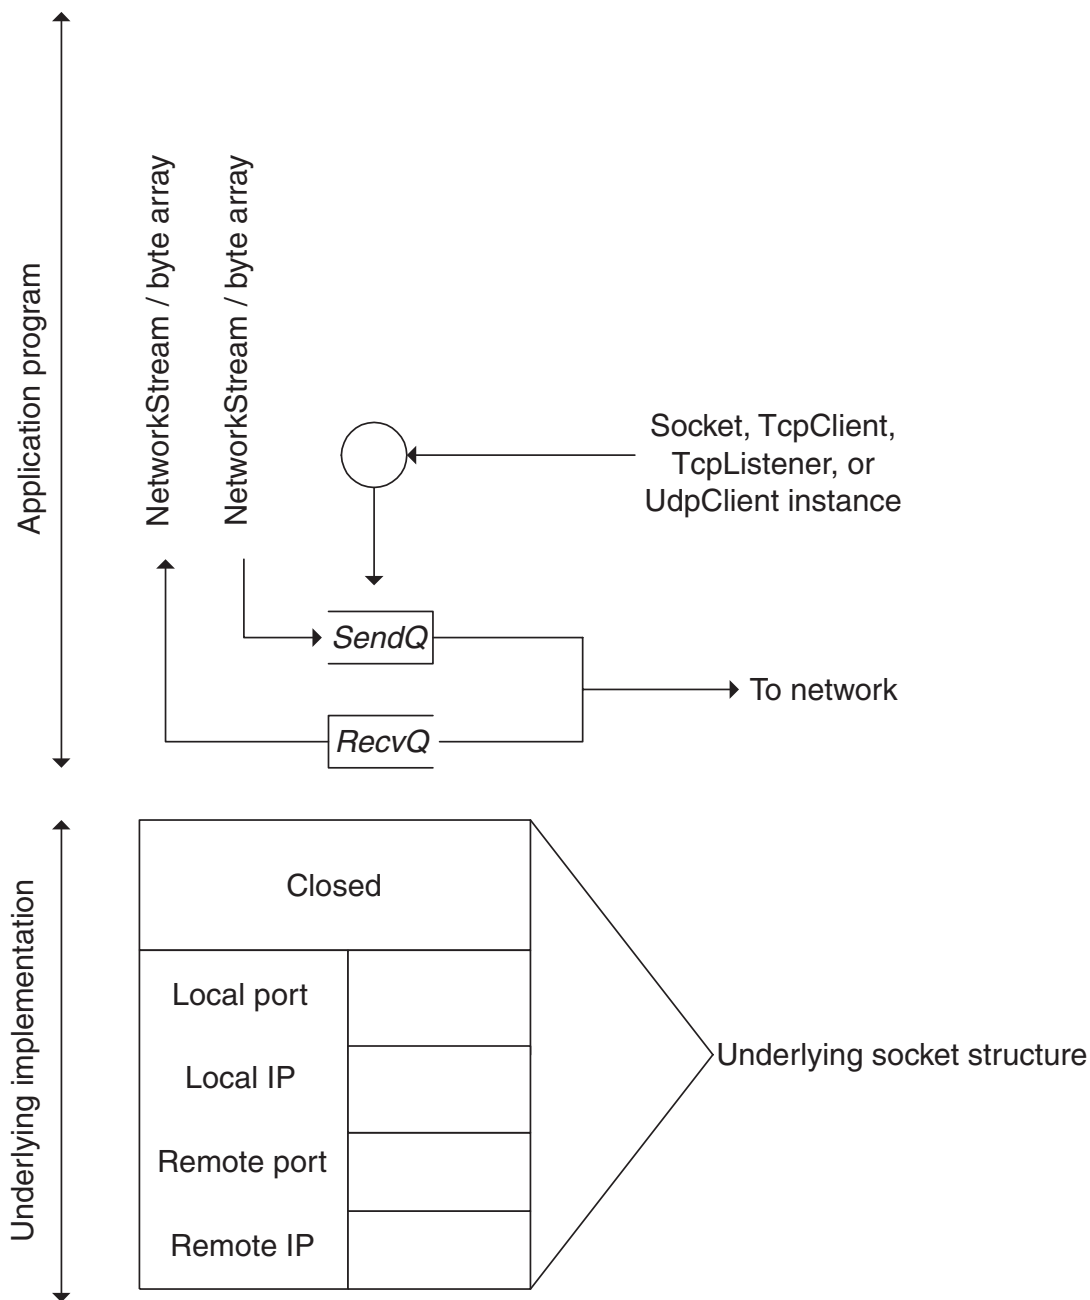 Application program
NetworkStream / byte array
NetworkStream / byte array
Socket, TcpClient,
TcpListener, or
UdpClient instance
SendQ
To network
RecvQ
Underlying implementation
Closed
Local port
Local IP
Remote port
Remote IP
Underlying socket structure